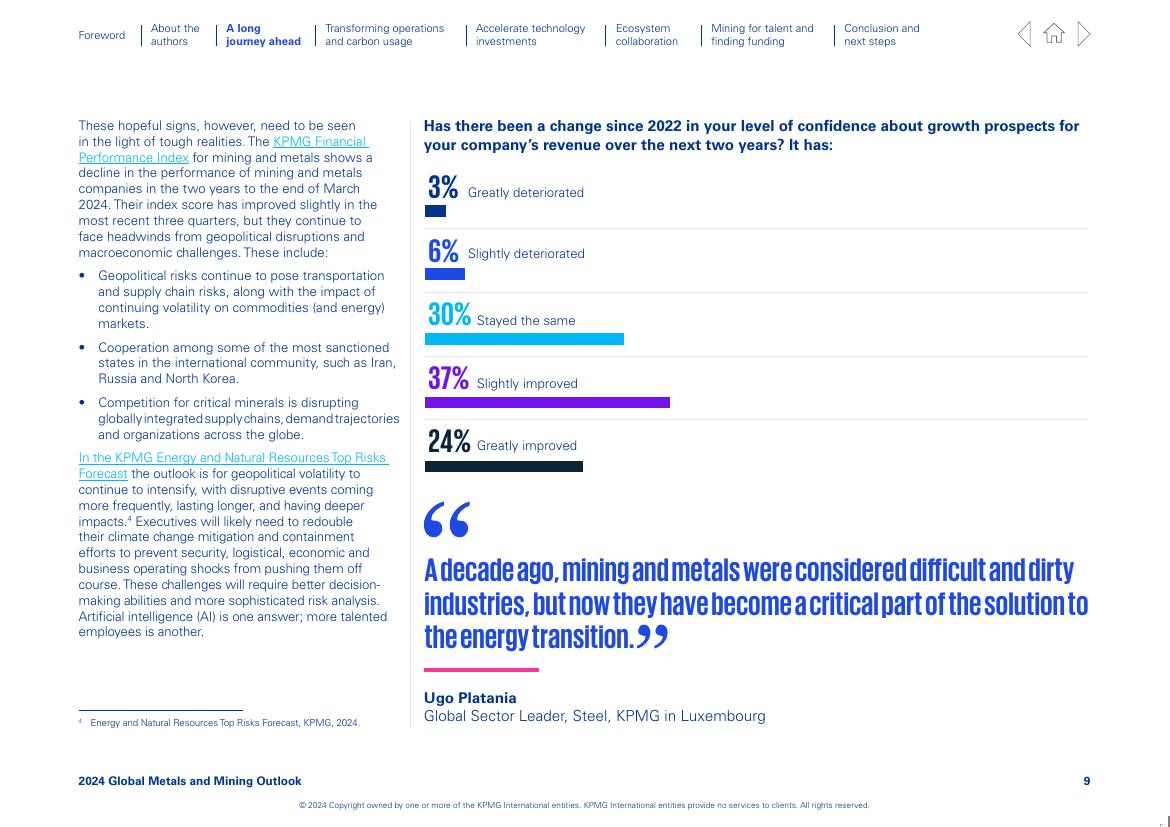 Foreword
About the
authors
A long
journey ahead
Transforming operations
and carbon usage
Accelerate technology
investments
Ecosystem
collaboration
Mining for talent and
finding funding
Conclusion and
next steps
These hopeful signs, however, need to be seen
in the light of tough realities. The KPMG Financial
Performance Index for mining and metals shows a
decline in the performance of mining and metals
companies in the two years to the end of March
2024. Their index score has improved slightly in the
most recent three quarters, but they continue to
face headwinds from geopolitical disruptions and
macroeconomic challenges. These include:
• Geopolitical risks continue to pose transportation
and supply chain risks, along with the impact of
continuing volatility on commodities (and energy)
markets.
• Cooperation among some of the most sanctioned
states in the international community, such as Iran,
Russia and North Korea.
• Competition for critical minerals is disrupting
globally integrated supply chains, demand trajectories
and organizations across the globe.
In the KPMG Energy and Natural Resources Top Risks
Forecast the outlook is for geopolitical volatility to
continue to intensify, with disruptive events coming
more frequently, lasting longer, and having deeper
impacts.4 Executives will likely need to redouble
their climate change mitigation and containment
efforts to prevent security, logistical, economic and
business operating shocks from pushing them off
course. These challenges will require better decision-
making abilities and more sophisticated risk analysis.
Artificial intelligence (AI) is one answer; more talented
employees is another.
4 Energy and Natural Resources Top Risks Forecast, KPMG, 2024.
Has there been a change since 2022 in your level of confidence about growth prospects for
your company's revenue over the next two years? It has:
3% Greatly deteriorated
6% Slightly deteriorated
30% Stayed the same
37% Slightly improved
24% Greatly improved
“
A decade ago, mining and metals were considered difficult and dirty
industries, but now they have become a critical part of the solution to
the energy transition.”
Ugo Platania
Global Sector Leader, Steel, KPMG in Luxembourg
2024 Global Metals and Mining Outlook
9
© 2024 Copyright owned by one or more of the KPMG International entities. KPMG International entities provide no services to clients. All rights reserved.